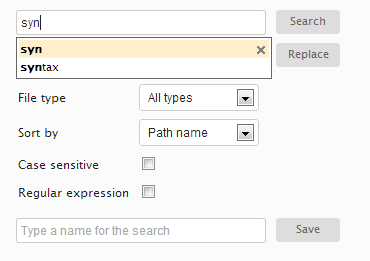 syn Search
syn
syntax
Replace
File type All types
Sort by Path name
Case sensitive
Regular expression
Type a name for the search Save